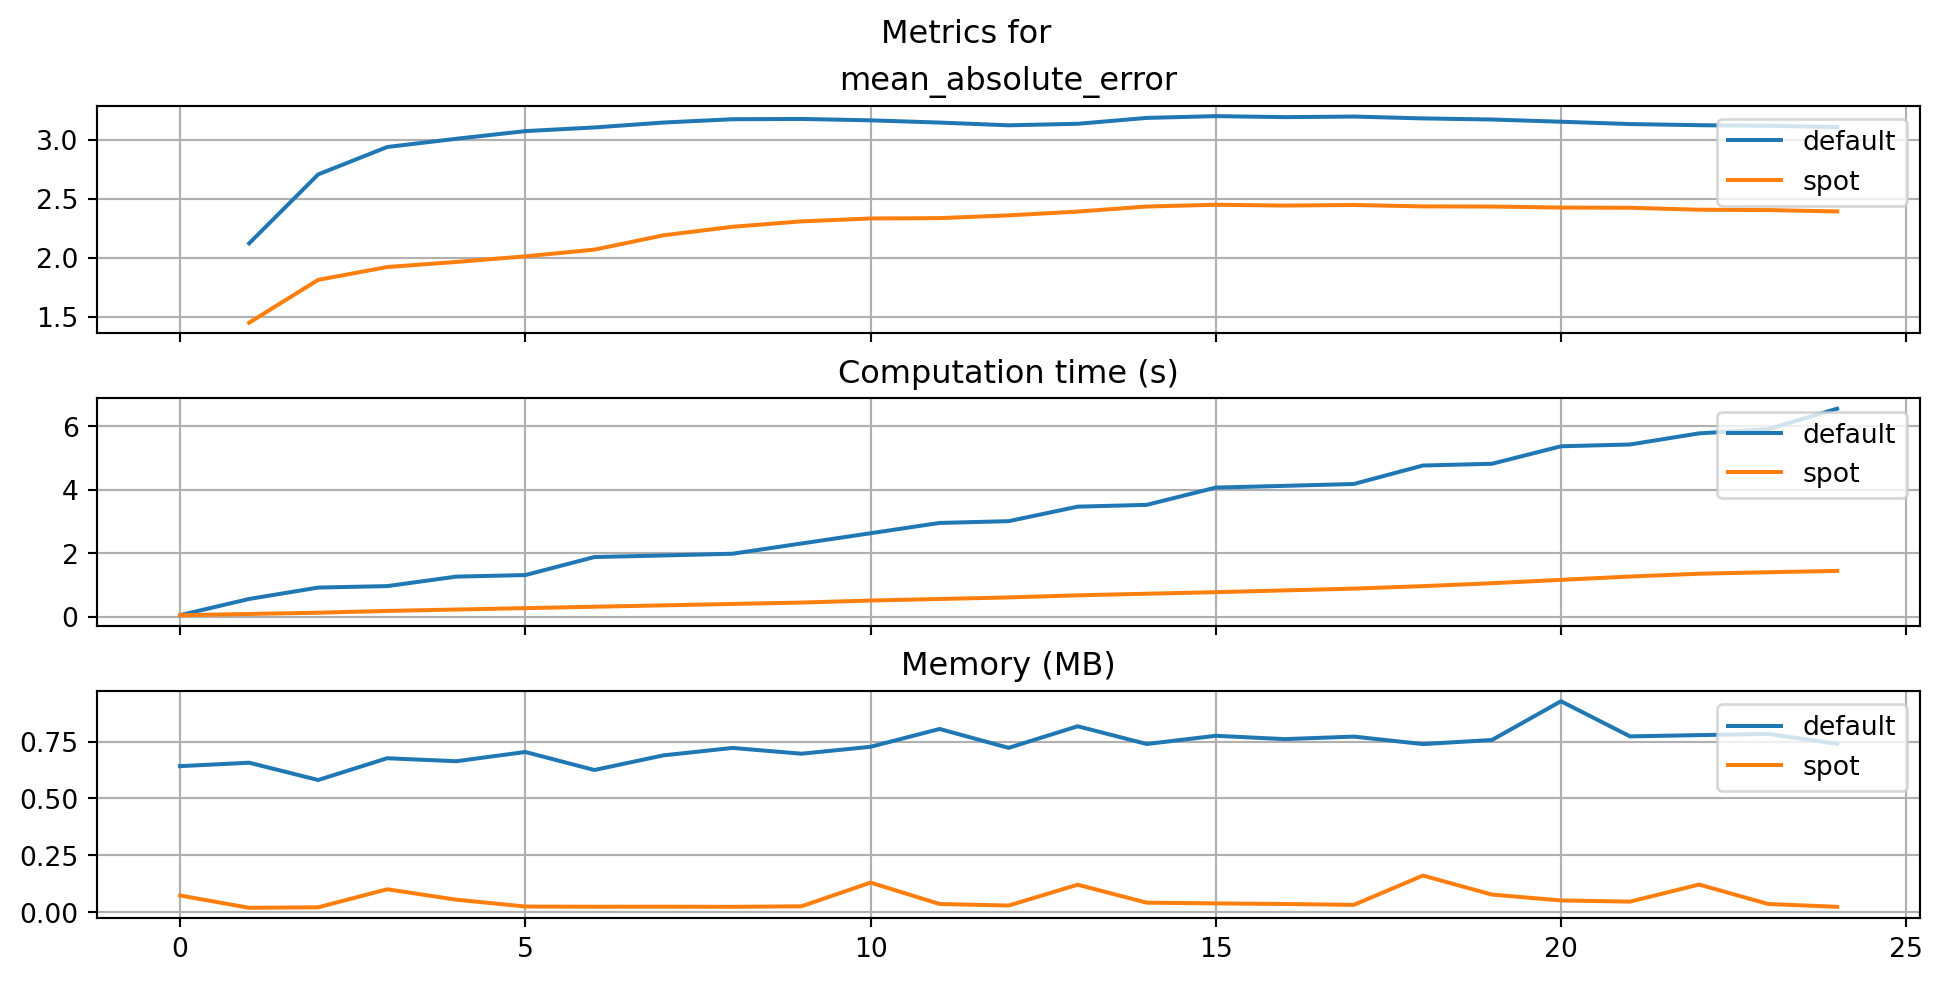 Metrics for
mean_absolute_error
3.0
2.5
2.0
1.5
default
spot
Computation time (s)
6
4
2
0
default
spot
Memory (MB)
0.75
0.50
0.25
0.00
default
spot
0 5 10 15 20 25